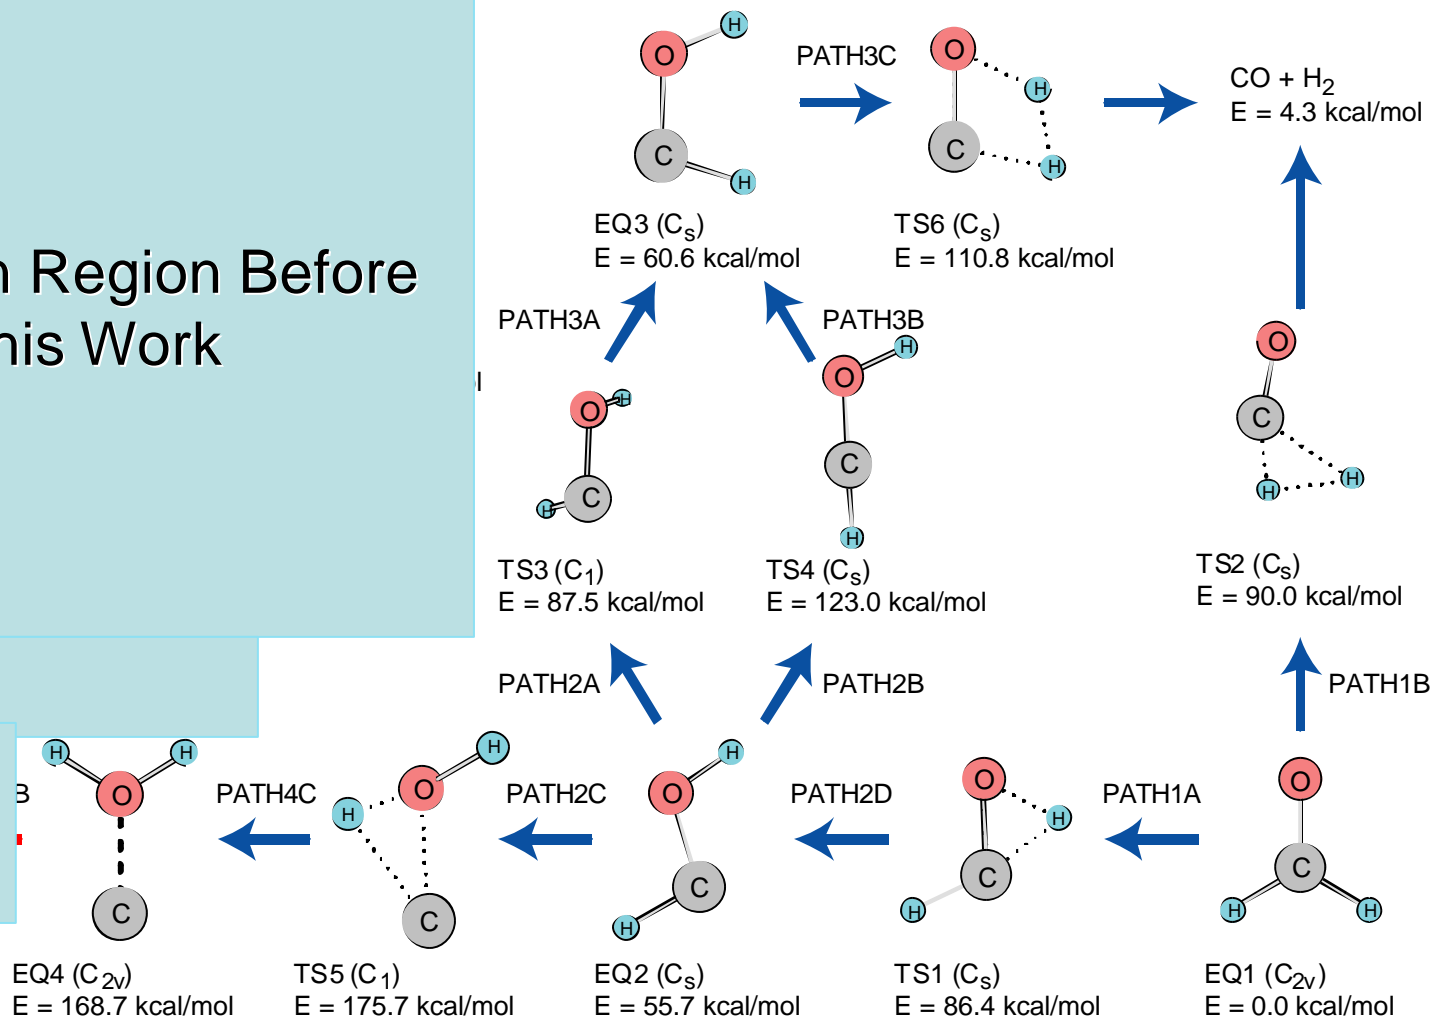 H
O
C
H
PATH3C
O
H
C
H
CO + H2
E = 4.3 kcal/mol
EQ3 (Cs)
E = 60.6 kcal/mol
TS6 (Cs)
E = 110.8 kcal/mol
Region Before
Work
PATH3A
PATH3B
O
H
H
C
TS3 (C1)
E = 87.5 kcal/mol
H
O
C
H
TS4 (Cs)
E = 123.0 kcal/mol
O
C
H
H
TS2 (Cs)
E = 90.0 kcal/mol
PATH2A
PATH2B
PATH1B
B
H
H
O
C
EQ4 (C2v)
E = 168.7 kcal/mol
PATH4C
H
O
H
C
TS5 (C1)
E = 175.7 kcal/mol
PATH2C
H
O
C
H
EQ2 (Cs)
E = 55.7 kcal/mol
PATH2D
O
H
C
H
TS1 (Cs)
E = 86.4 kcal/mol
PATH1A
O
C
H
H
EQ1 (C2v)
E = 0.0 kcal/mol